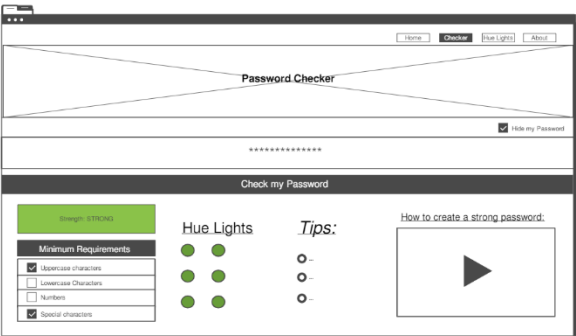 Home
Checker
Hue Lights
About
Password Checker
Hide my Password
**************
Check my Password
Strength: STRONG
Minimum Requirements
Uppercase characters
Lowercase Characters
Numbers
Special characters
Hue Lights
Tips:
–
–
–
How to create a strong password: